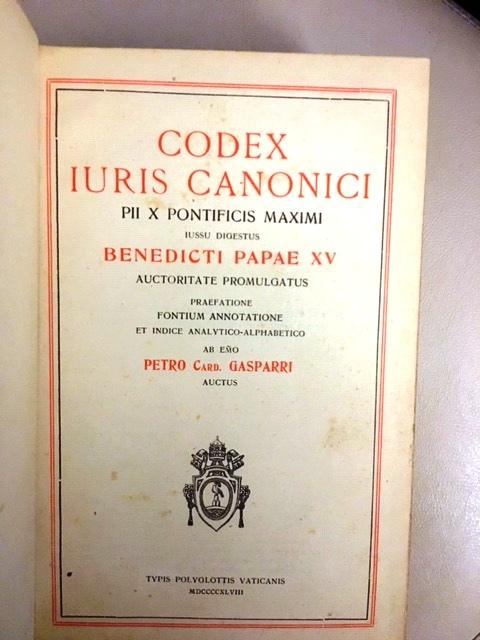 CODEX
IURIS CANONICI
PII X PONTIFICIS MAXIMI
IUSSU DIGESTUS
BENEDICTI PAPAE XV
AUCTORITATE PROMULGATUS
PRAEFATIONE
FONTIUM ANNOTATIONE
ET INDICE ANALYTICO-ALPHABETICO
AB EM̃O
PETRO CARD. GASPARRI
AUCTUS
TYPIS POLYGLOTTIS VATICANIS
MDCCCCXLVIII